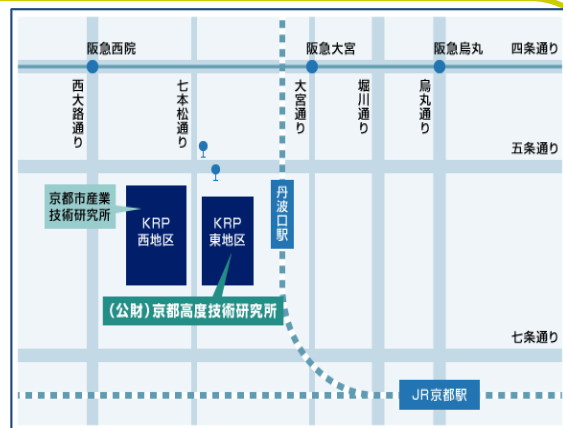 阪急西院
阪急大宮
阪急烏丸
四条通り
西大路通り
七本松通り
大宮通り
堀川通り
烏丸通り
五条通り
京都市産業
技術研究所
KRP
西地区
KRP
東地区
丹波口駅
(公財)京都高度技術研究所
七条通り
JR京都駅